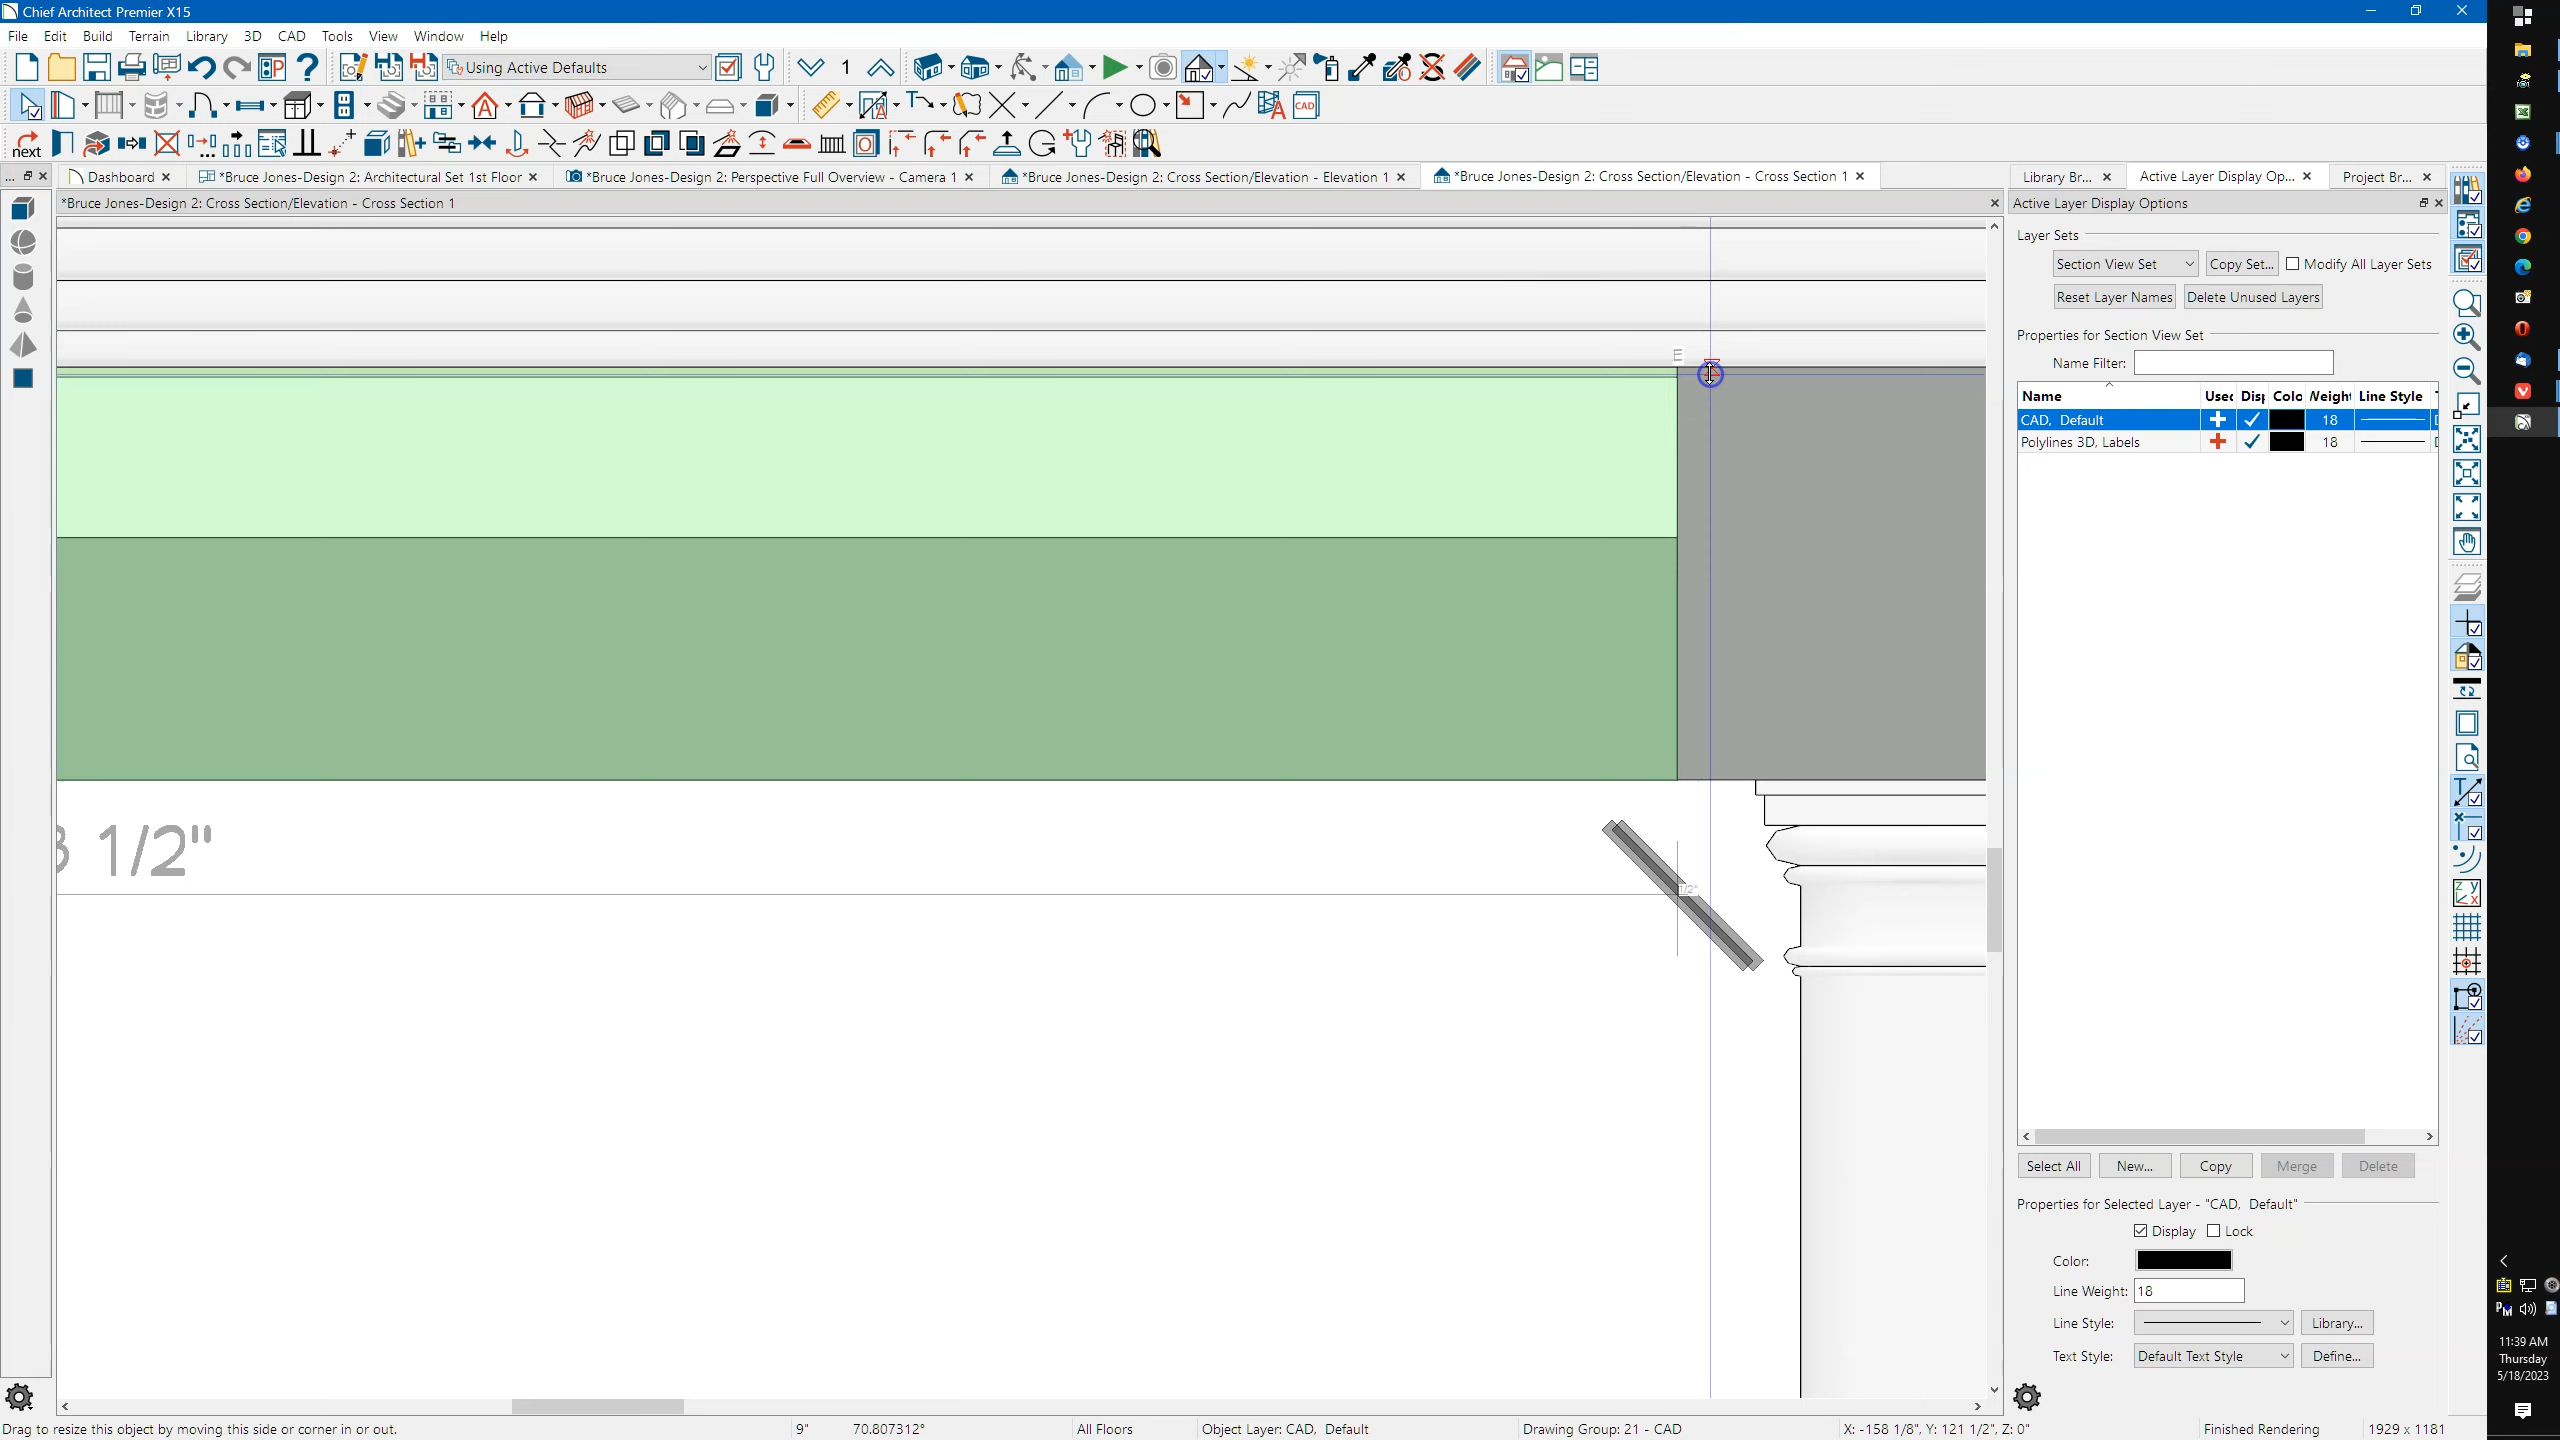 Chief Architect Premier X15
File Edit Build Terrain Library 3D CAD Tools View Window Help
Using Active Defaults
1
CAD
next
... Dashboard *Bruce Jones-Design 2: Architectural Set 1st Floor *Bruce Jones-Design 2: Perspective Full Overview - Camera 1 *Bruce Jones-Design 2: Cross Section/Elevation - Elevation 1 *Bruce Jones-Design 2: Cross Section/Elevation - Cross Section 1 Library Br... Active Layer Display Op... Project Br...
*Bruce Jones-Design 2: Cross Section/Elevation - Cross Section 1
Active Layer Display Options
Layer Sets
Section View Set Copy Set... Modify All Layer Sets
Reset Layer Names Delete Unused Layers
Properties for Section View Set
Name Filter:
Name Line Style
CAD, Default 18
Polylines 3D, Labels 18
E
1/2"
1/2"
Select All New... Copy Merge Delete
Properties for Selected Layer - "CAD, Default"
Display Lock
Color:
Line Weight: 18
Line Style: Library...
Text Style: Default Text Style Define...
11:39 AM
Thursday
5/18/2023
Drag to resize this object by moving this side or corner in or out. 9" 70.807312° All Floors Object Layer: CAD, Default Drawing Group: 21 - CAD X: -158 1/8", Y: 121 1/2", Z: 0" Finished Rendering 1929 x 1181